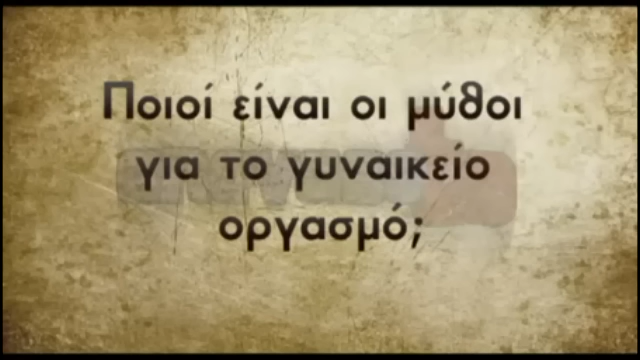 Ποιοί είναι οι μύθοι
για το γυναικείο
οργασμό;